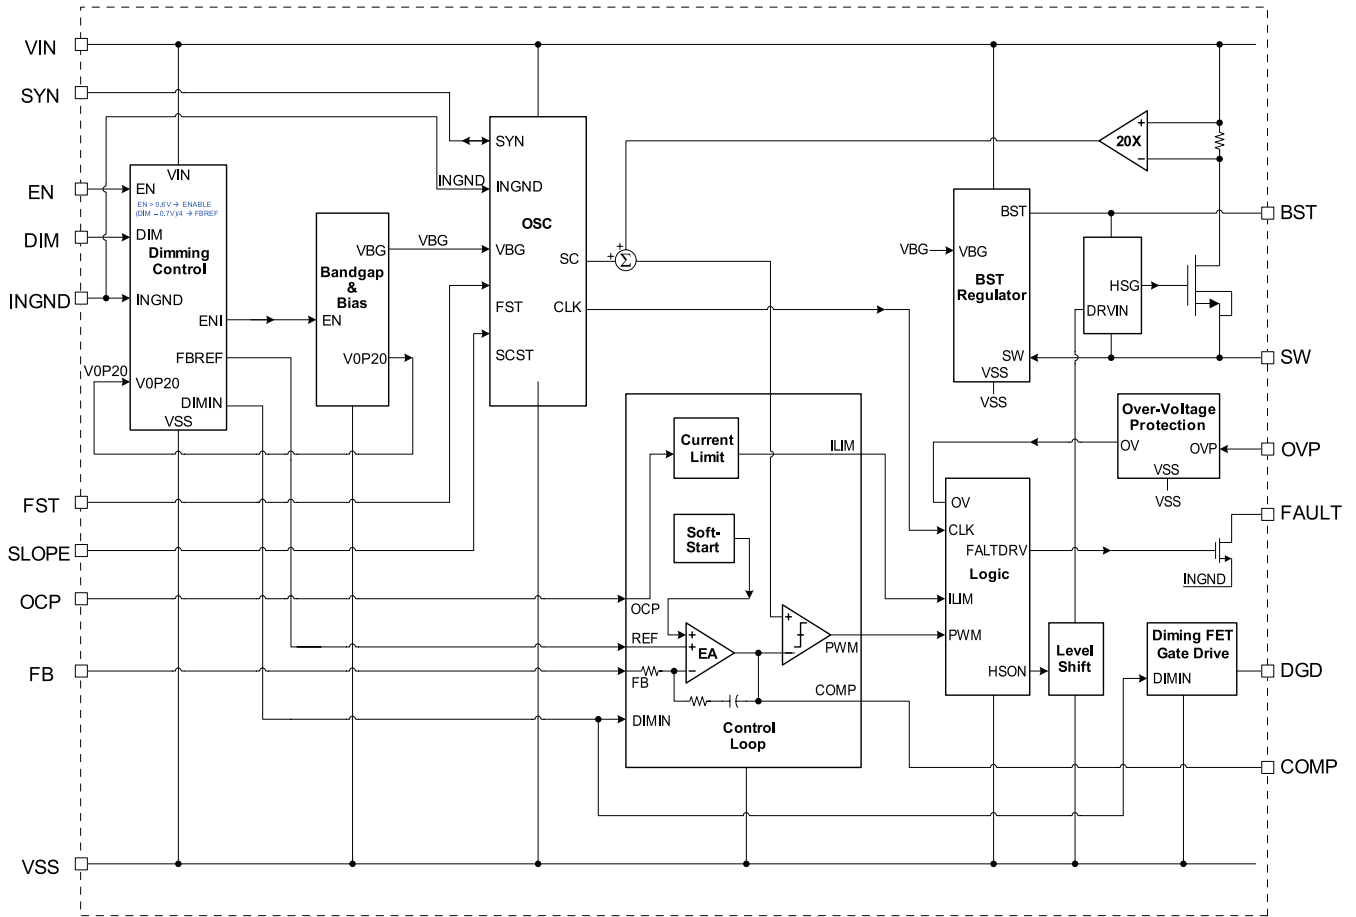 VIN
SYN
EN
DIM
INGND
FST
SLOPE
OCP
FB
VSS
VIN
EN
EN > 0.6V → ENABLE
(DIM – 0.7V)/4 → FBREF
DIM
Dimming
Control
INGND
ENI
FBREF
V0P20
V0P20
DIMIN
VSS
VBG
Bandgap
&
Bias
EN
V0P20
VBG
INGND
SYN
INGND
OSC
VBG
SC
FST
CLK
SCST
+
+
Σ
20X
+
–
BST
VBG
VBG
BST
Regulator
SW
VSS
VSS
HSG
DRVIN
Over-Voltage
Protection
OV
OVP
VSS
VSS
Current
Limit
ILIM
Soft-
Start
OCP
REF
FB
DIMIN
+
+
–
EA
+
–
PWM
COMP
Control
Loop
OV
CLK
FALTDRV
Logic
ILIM
PWM
HSON
Level
Shift
INGND
Diming FET
Gate Drive
DIMIN
BST
SW
OVP
FAULT
DGD
COMP